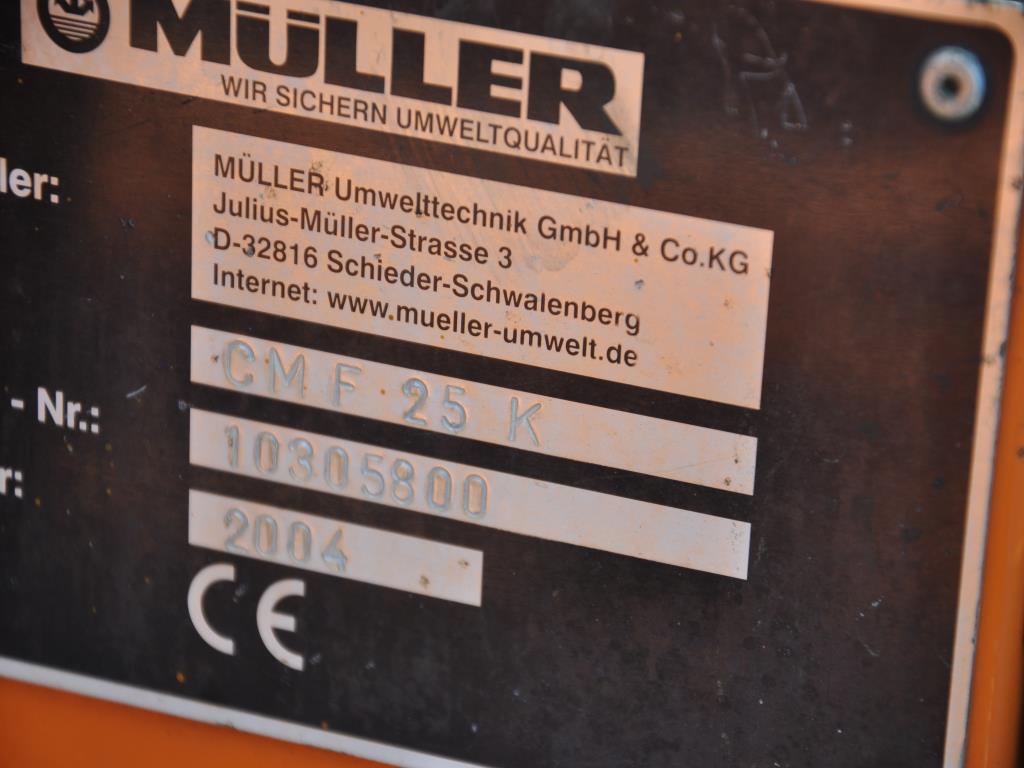 MÜLLER
WIR SICHERN UMWELTQUALITÄT
ler:
MÜLLER Umwelttechnik GmbH & Co.KG
Julius-Müller-Strasse 3
D-32816 Schieder-Schwalenberg
Internet: www.mueller-umwelt.de
CMF 25 K
- Nr.: 10305800
r: 2004
CE